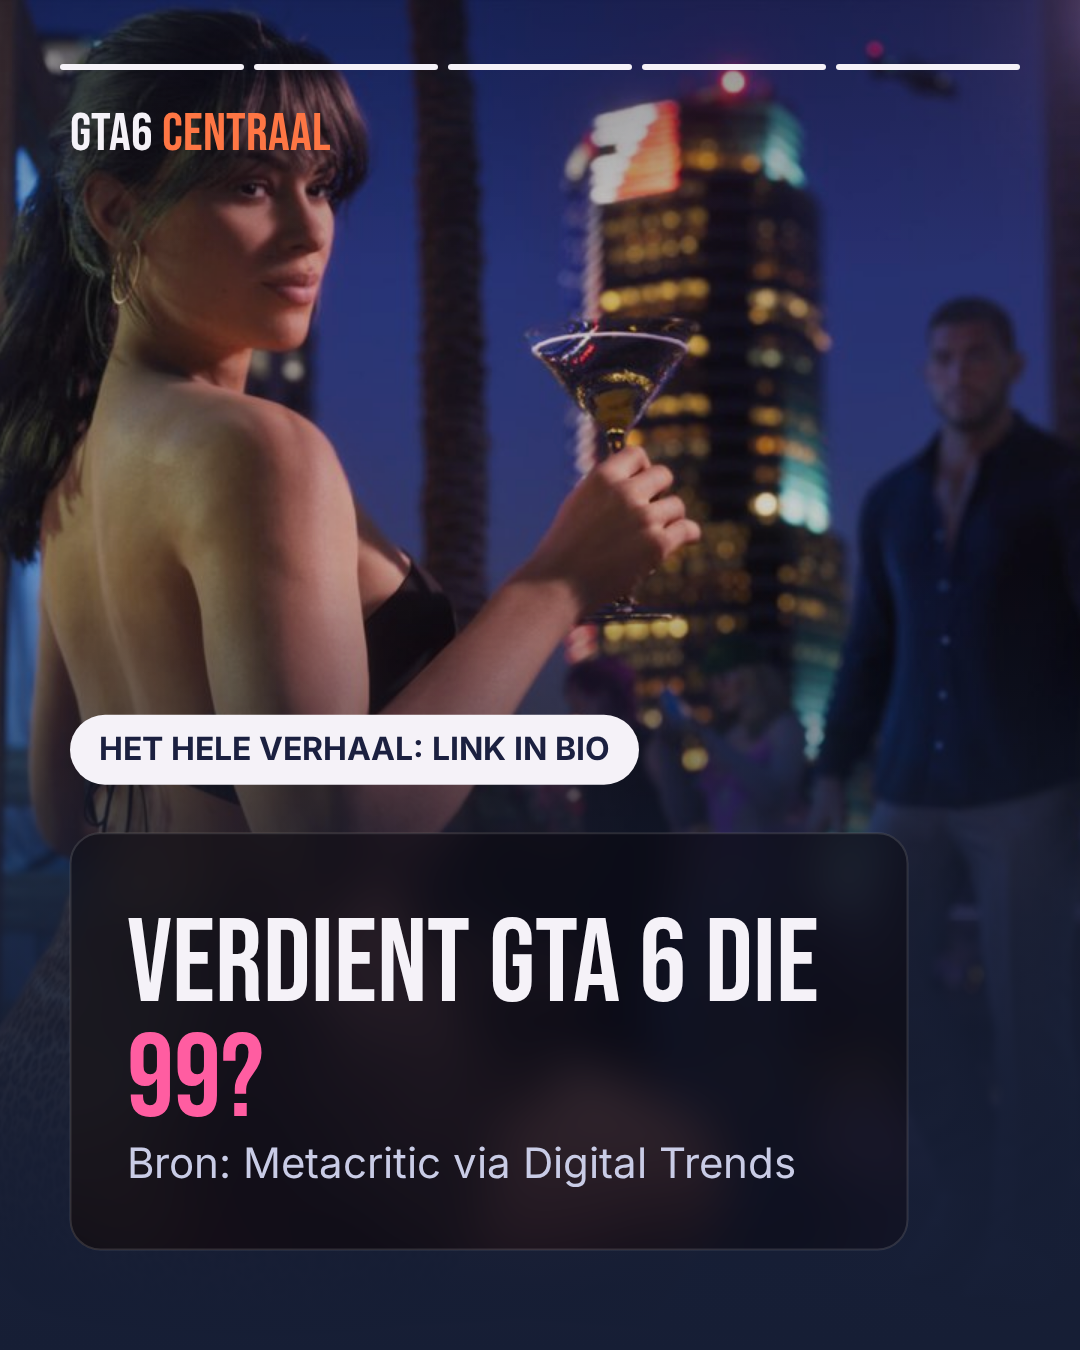 GTA6 CENTRAAL
HET HELE VERHAAL: LINK IN BIO
VERDIENT GTA 6 DIE
99?
Bron: Metacritic via Digital Trends